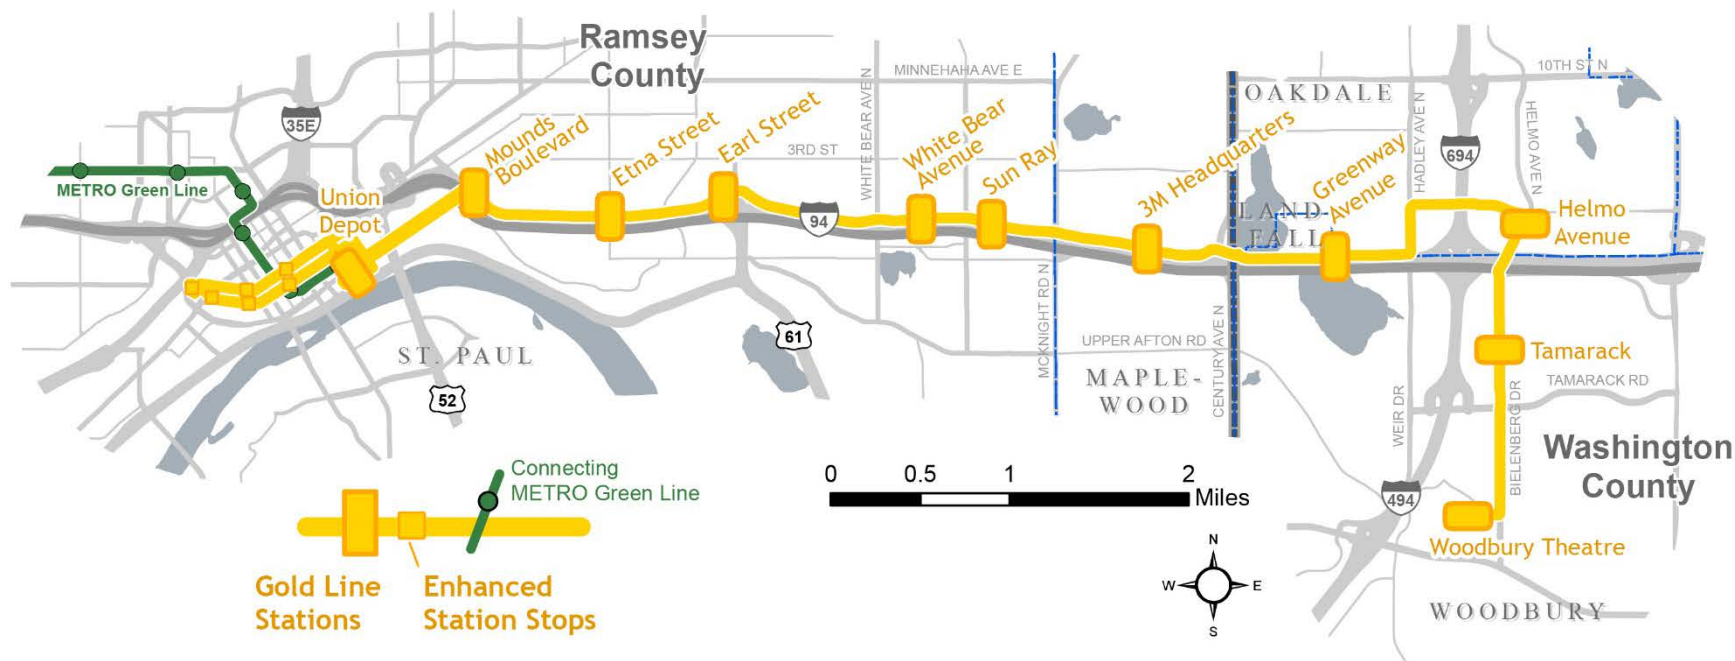 Ramsey
County
MINNEHAHA AVE E
10TH ST N
OAKDALE
35E
Mounds
Boulevard
Etna Street
Earl Street
WHITE BEAR AVE N
White Bear
Avenue
Sun Ray
3M Headquarters
Greenway
Avenue
HADLEY AVE N
694
HELMO AVE N
3RD ST
METRO Green Line
Union
Depot
94
LAND-
FALL
Helmo
Avenue
ST. PAUL
52
61
MCKNIGHT RD N
UPPER AFTON RD
MAPLE-
WOOD
CENTURY AVE N
Tamarack
TAMARACK RD
WEIR DR
BIELENBERG DR
Washington
County
494
Woodbury Theatre
WOODBURY
Connecting
METRO Green Line
Gold Line
Stations
Enhanced
Station Stops
0 0.5 1 2
Miles
N
W E
S